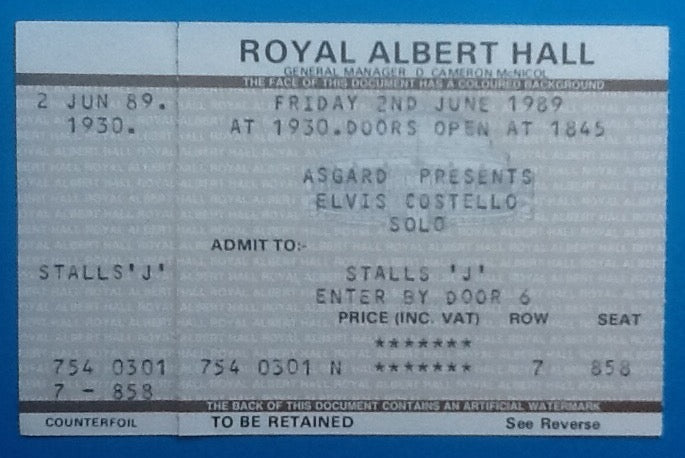 ROYAL ALBERT HALL
GENERAL MANAGER D. CAMERON McNICOL
THE FACE OF THIS DOCUMENT HAS A COLOURED BACKGROUND
2 JUN 89.
1930.
FRIDAY 2ND JUNE 1989
AT 1930.DOORS OPEN AT 1845
ASGARD PRESENTS
ELVIS COSTELLO
SOLO
ADMIT TO:-
STALLS'J'
STALLS 'J'
ENTER BY DOOR 6
PRICE (INC. VAT) ROW SEAT
*******
754 0301
754 0301 N ******* 7 858
7 - 858
THE BACK OF THIS DOCUMENT CONTAINS AN ARTIFICIAL WATERMARK
COUNTERFOIL
TO BE RETAINED
See Reverse